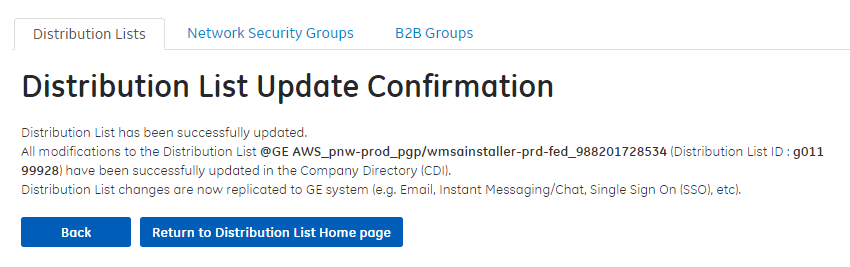 Distribution Lists
Network Security Groups
B2B Groups
Distribution List Update Confirmation
Distribution List has been successfully updated.
All modifications to the Distribution List @GE AWS_pnw-prod_pgp/wmsainstaller-prd-fed_988201728534 (Distribution List ID : g011
99928) have been successfully updated in the Company Directory (CDI).
Distribution List changes are now replicated to GE system (e.g. Email, Instant Messaging/Chat, Single Sign On (SSO), etc).
Back
Return to Distribution List Home page